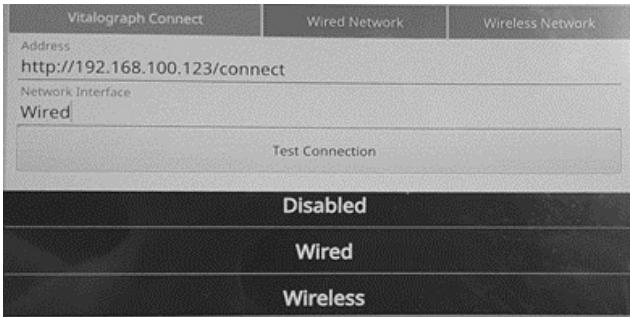 Vitalograph Connect Wired Network Wireless Network
Address
http://192.168.100.123/connect
Network Interface
Wired
Test Connection
Disabled
Wired
Wireless